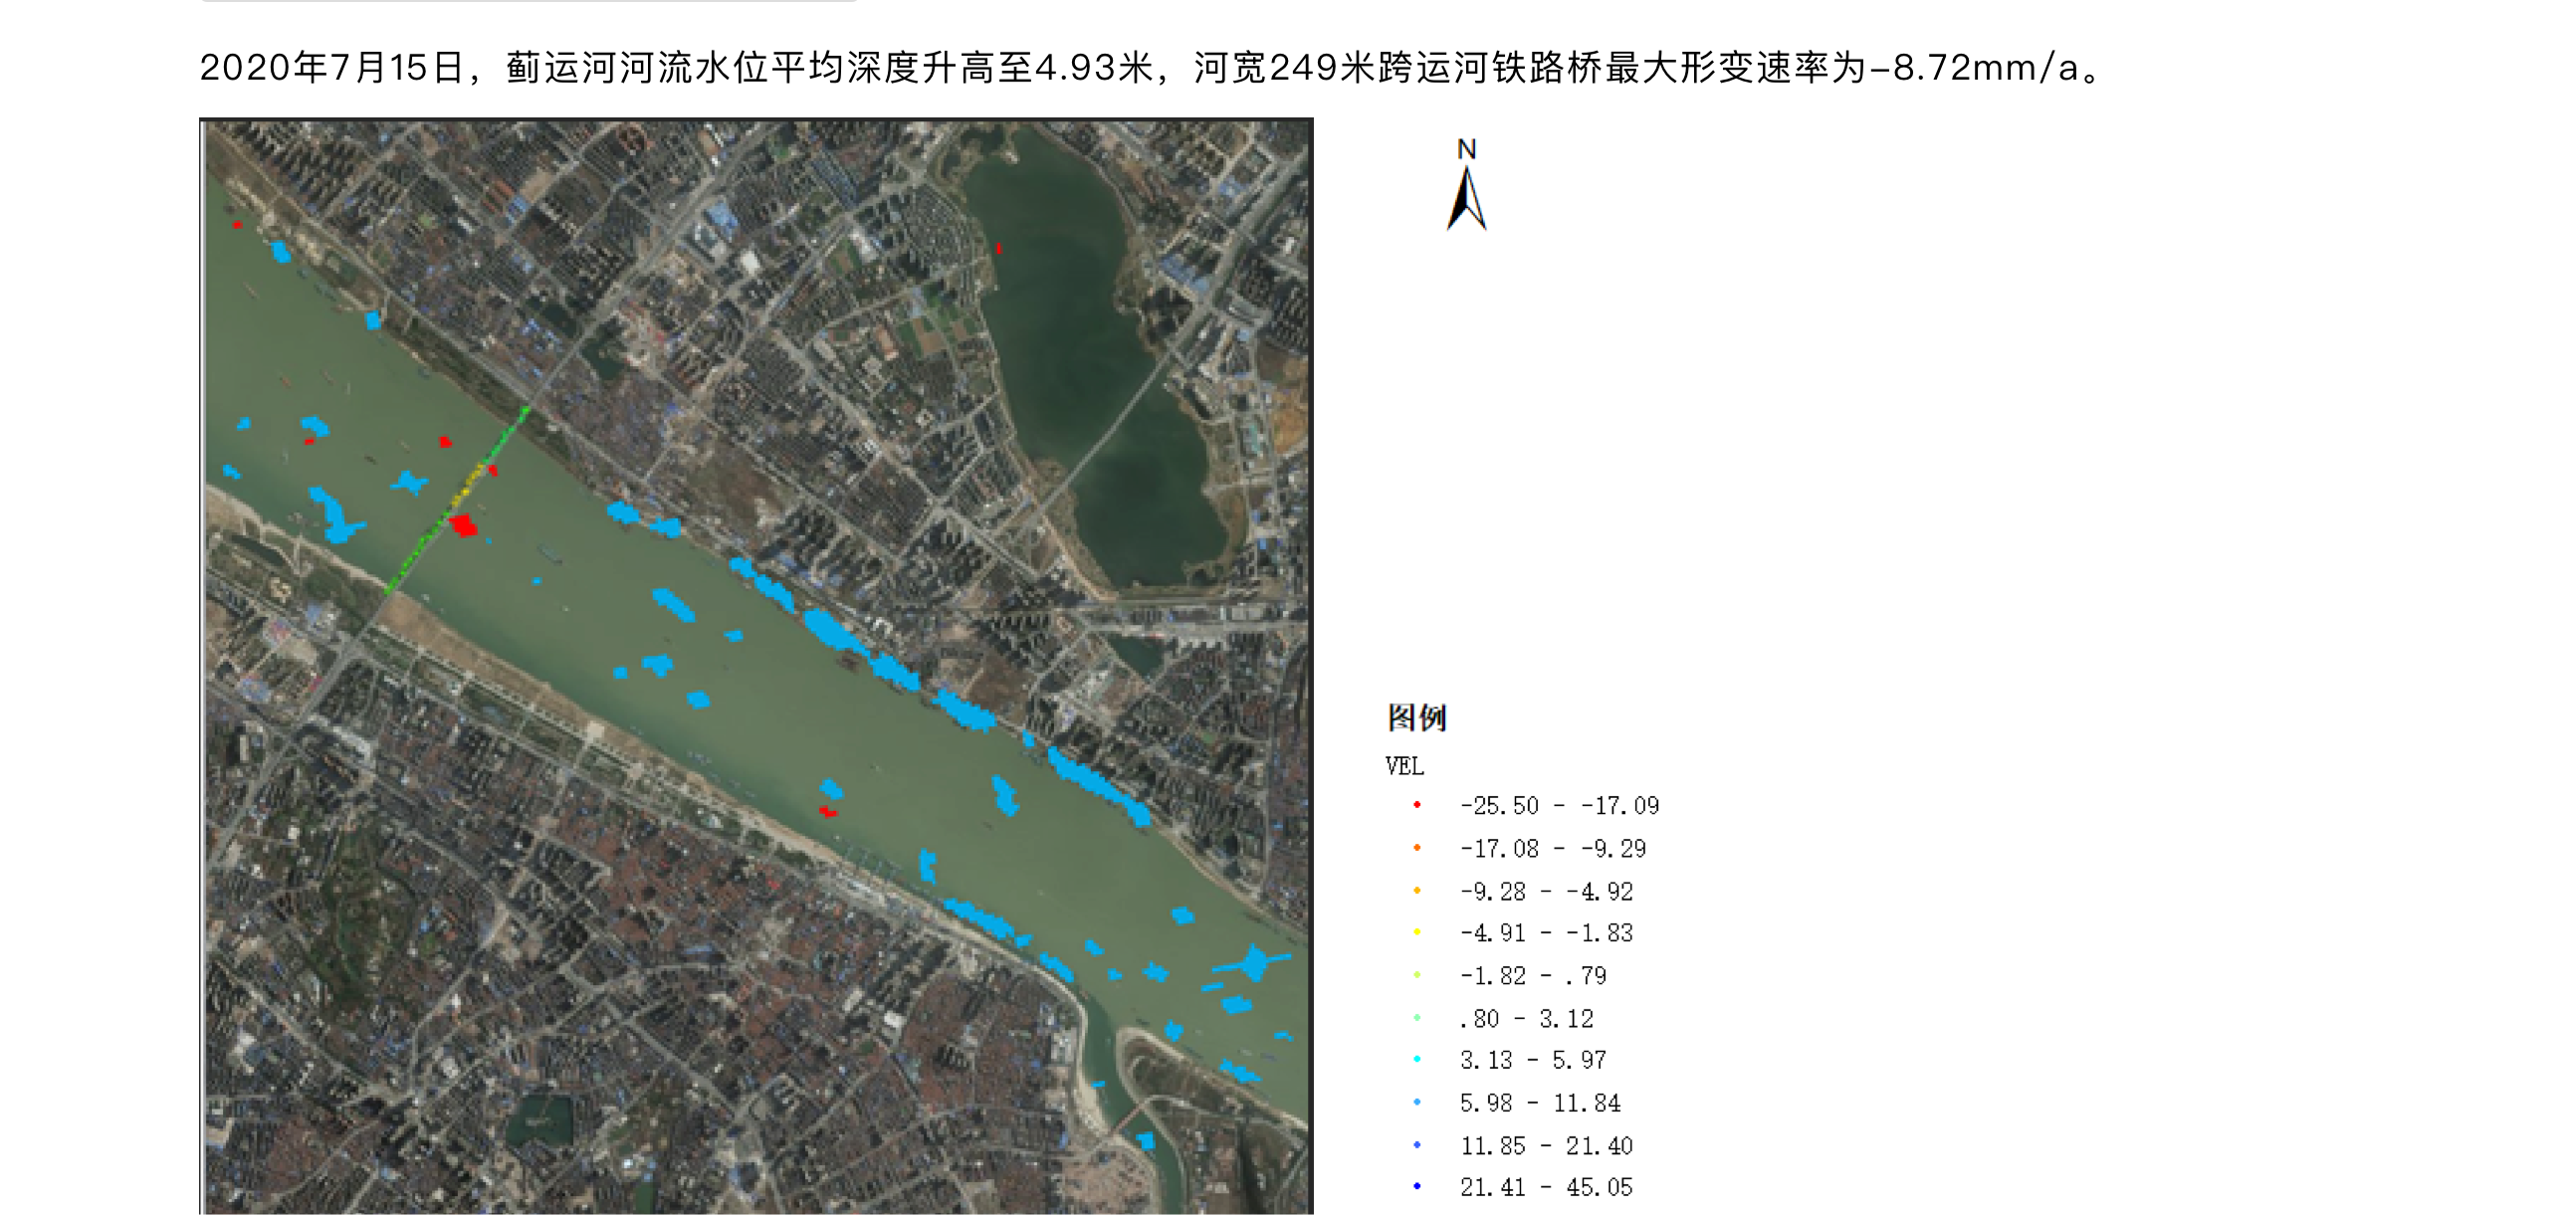 2020年7月15日，蓟运河河流水位平均深度升高至4.93米，河宽249米跨运河铁路桥最大形变速率为-8.72mm/a。
N
图例
VEL
-25.50 - -17.09
-17.08 - -9.29
-9.28 - -4.92
-4.91 - -1.83
-1.82 - .79
.80 - 3.12
3.13 - 5.97
5.98 - 11.84
11.85 - 21.40
21.41 - 45.05